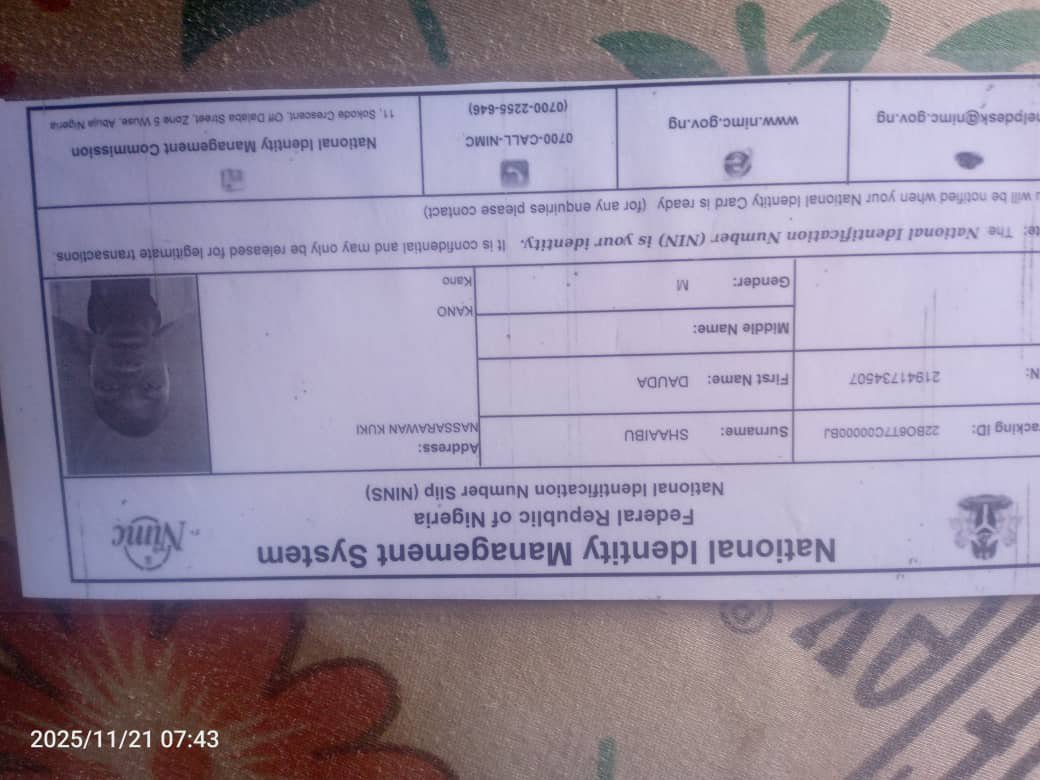 National Identity Management System
Federal Republic of Nigeria
National Identification Number Slip (NINS)
Nimc
racking ID: 22BO6T7C00000BJ
Surname: SHAAIBU
Address:
NASSARAWAN KUKI
N: 21941734507
First Name: DAUDA
Middle Name:
KANO
Gender: M
Kano
te: The National Identification Number (NIN) is your identity. It is confidential and may only be released for legitimate transactions.
u will be notified when your National Identity Card is ready (for any enquiries please contact)
elpdesk@nimc.gov.ng
www.nimc.gov.ng
0700-CALL-NIMC
(0700-2255-646)
National Identity Management Commission
11, Sokode Crescent, Off Dalaba Street, Zone 5 Wuse, Abuja Nigeria
2025/11/21 07:43